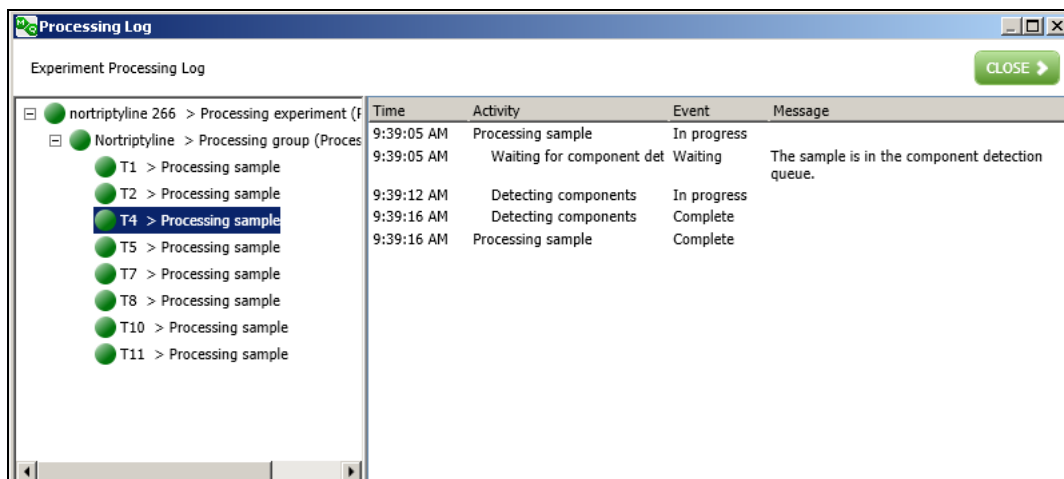 Processing Log
Experiment Processing Log
CLOSE
nortriptyline 266 > Processing experiment (
Nortriptyline > Processing group (Proces
T1 > Processing sample
T2 > Processing sample
T4 > Processing sample
T5 > Processing sample
T7 > Processing sample
T8 > Processing sample
T10 > Processing sample
T11 > Processing sample
Time Activity Event Message
9:39:05 AM Processing sample In progress
9:39:05 AM Waiting for component det Waiting The sample is in the component detection
queue.
9:39:12 AM Detecting components In progress
9:39:16 AM Detecting components Complete
9:39:16 AM Processing sample Complete